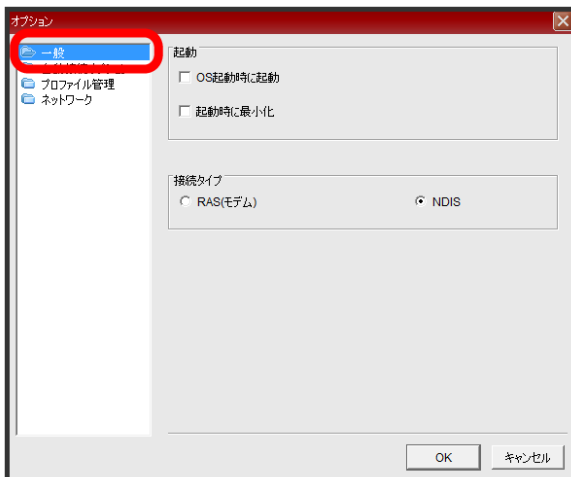 オプション
一般
プロファイル管理
ネットワーク
起動
OS起動時に起動
起動時に最小化
接続タイプ
RAS(モデム)
NDIS
OK
キャンセル